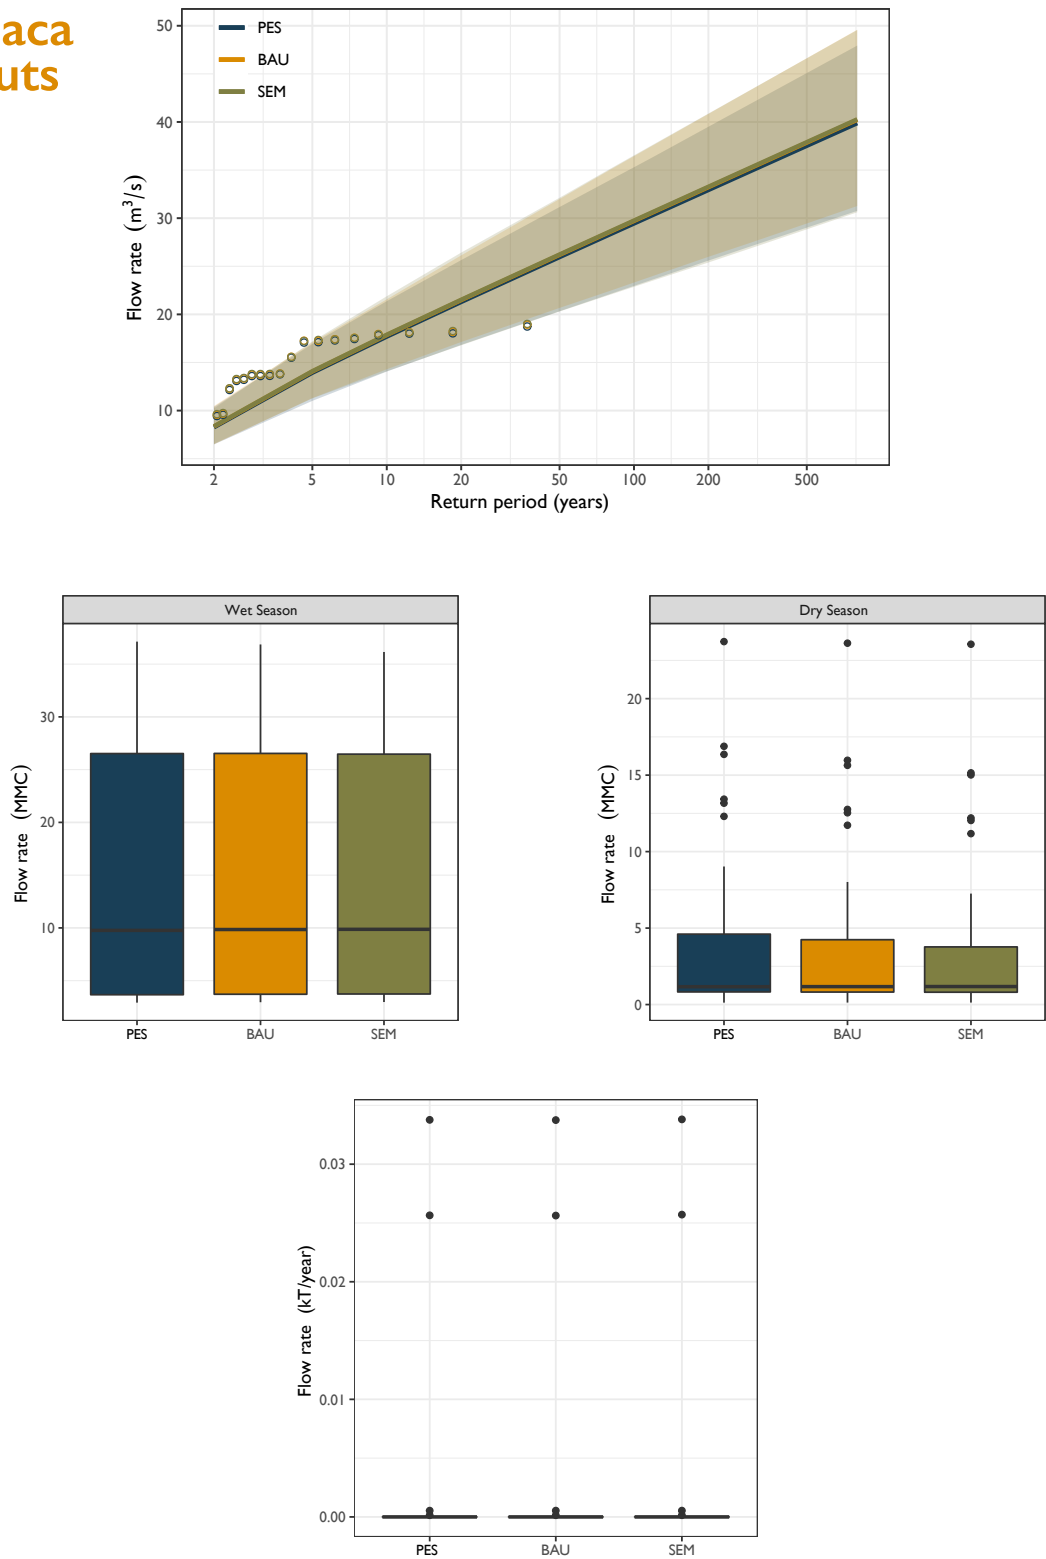 aca
uts
PES
BAU
SEM
50
40
30
20
10
Flow rate (m³/s)
2 5 10 20 50 100 200 500
Return period (years)
Wet Season
30
20
10
Flow rate (MMC)
PES BAU SEM
Dry Season
20
15
10
5
0
Flow rate (MMC)
PES BAU SEM
0.03
0.02
0.01
0.00
Flow rate (kT/year)
PES BAU SEM